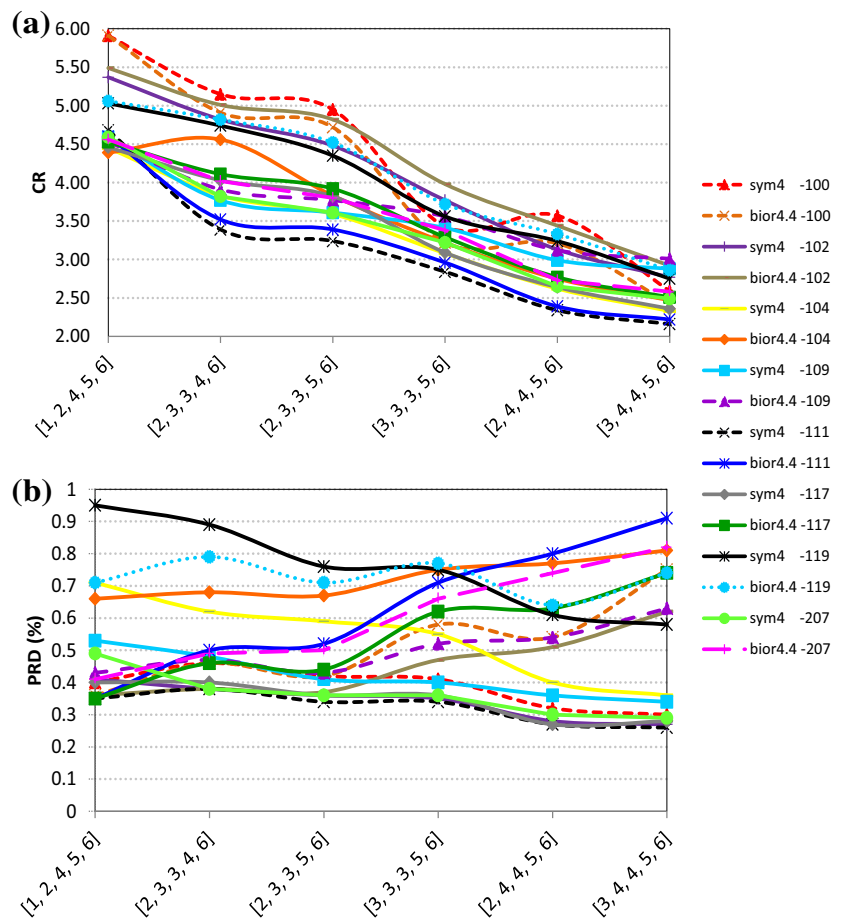 (a)
6.00
5.50
5.00
4.50
4.00
3.50
3.00
2.50
2.00
CR
[1, 2, 4, 5, 6]
[2, 3, 3, 4, 6]
[2, 3, 3, 5, 6]
[3, 3, 3, 5, 6]
[2, 4, 4, 5, 6]
[3, 4, 4, 5, 6]
sym4 -100
bior4.4 -100
sym4 -102
bior4.4 -102
sym4 -104
bior4.4 -104
sym4 -109
bior4.4 -109
sym4 -111
bior4.4 -111
sym4 -117
bior4.4 -117
sym4 -119
bior4.4 -119
sym4 -207
bior4.4 -207
(b)
1
0.9
0.8
0.7
0.6
0.5
0.4
0.3
0.2
0.1
0
PRD (%)
[1, 2, 4, 5, 6]
[2, 3, 3, 4, 6]
[2, 3, 3, 5, 6]
[3, 3, 3, 5, 6]
[2, 4, 4, 5, 6]
[3, 4, 4, 5, 6]